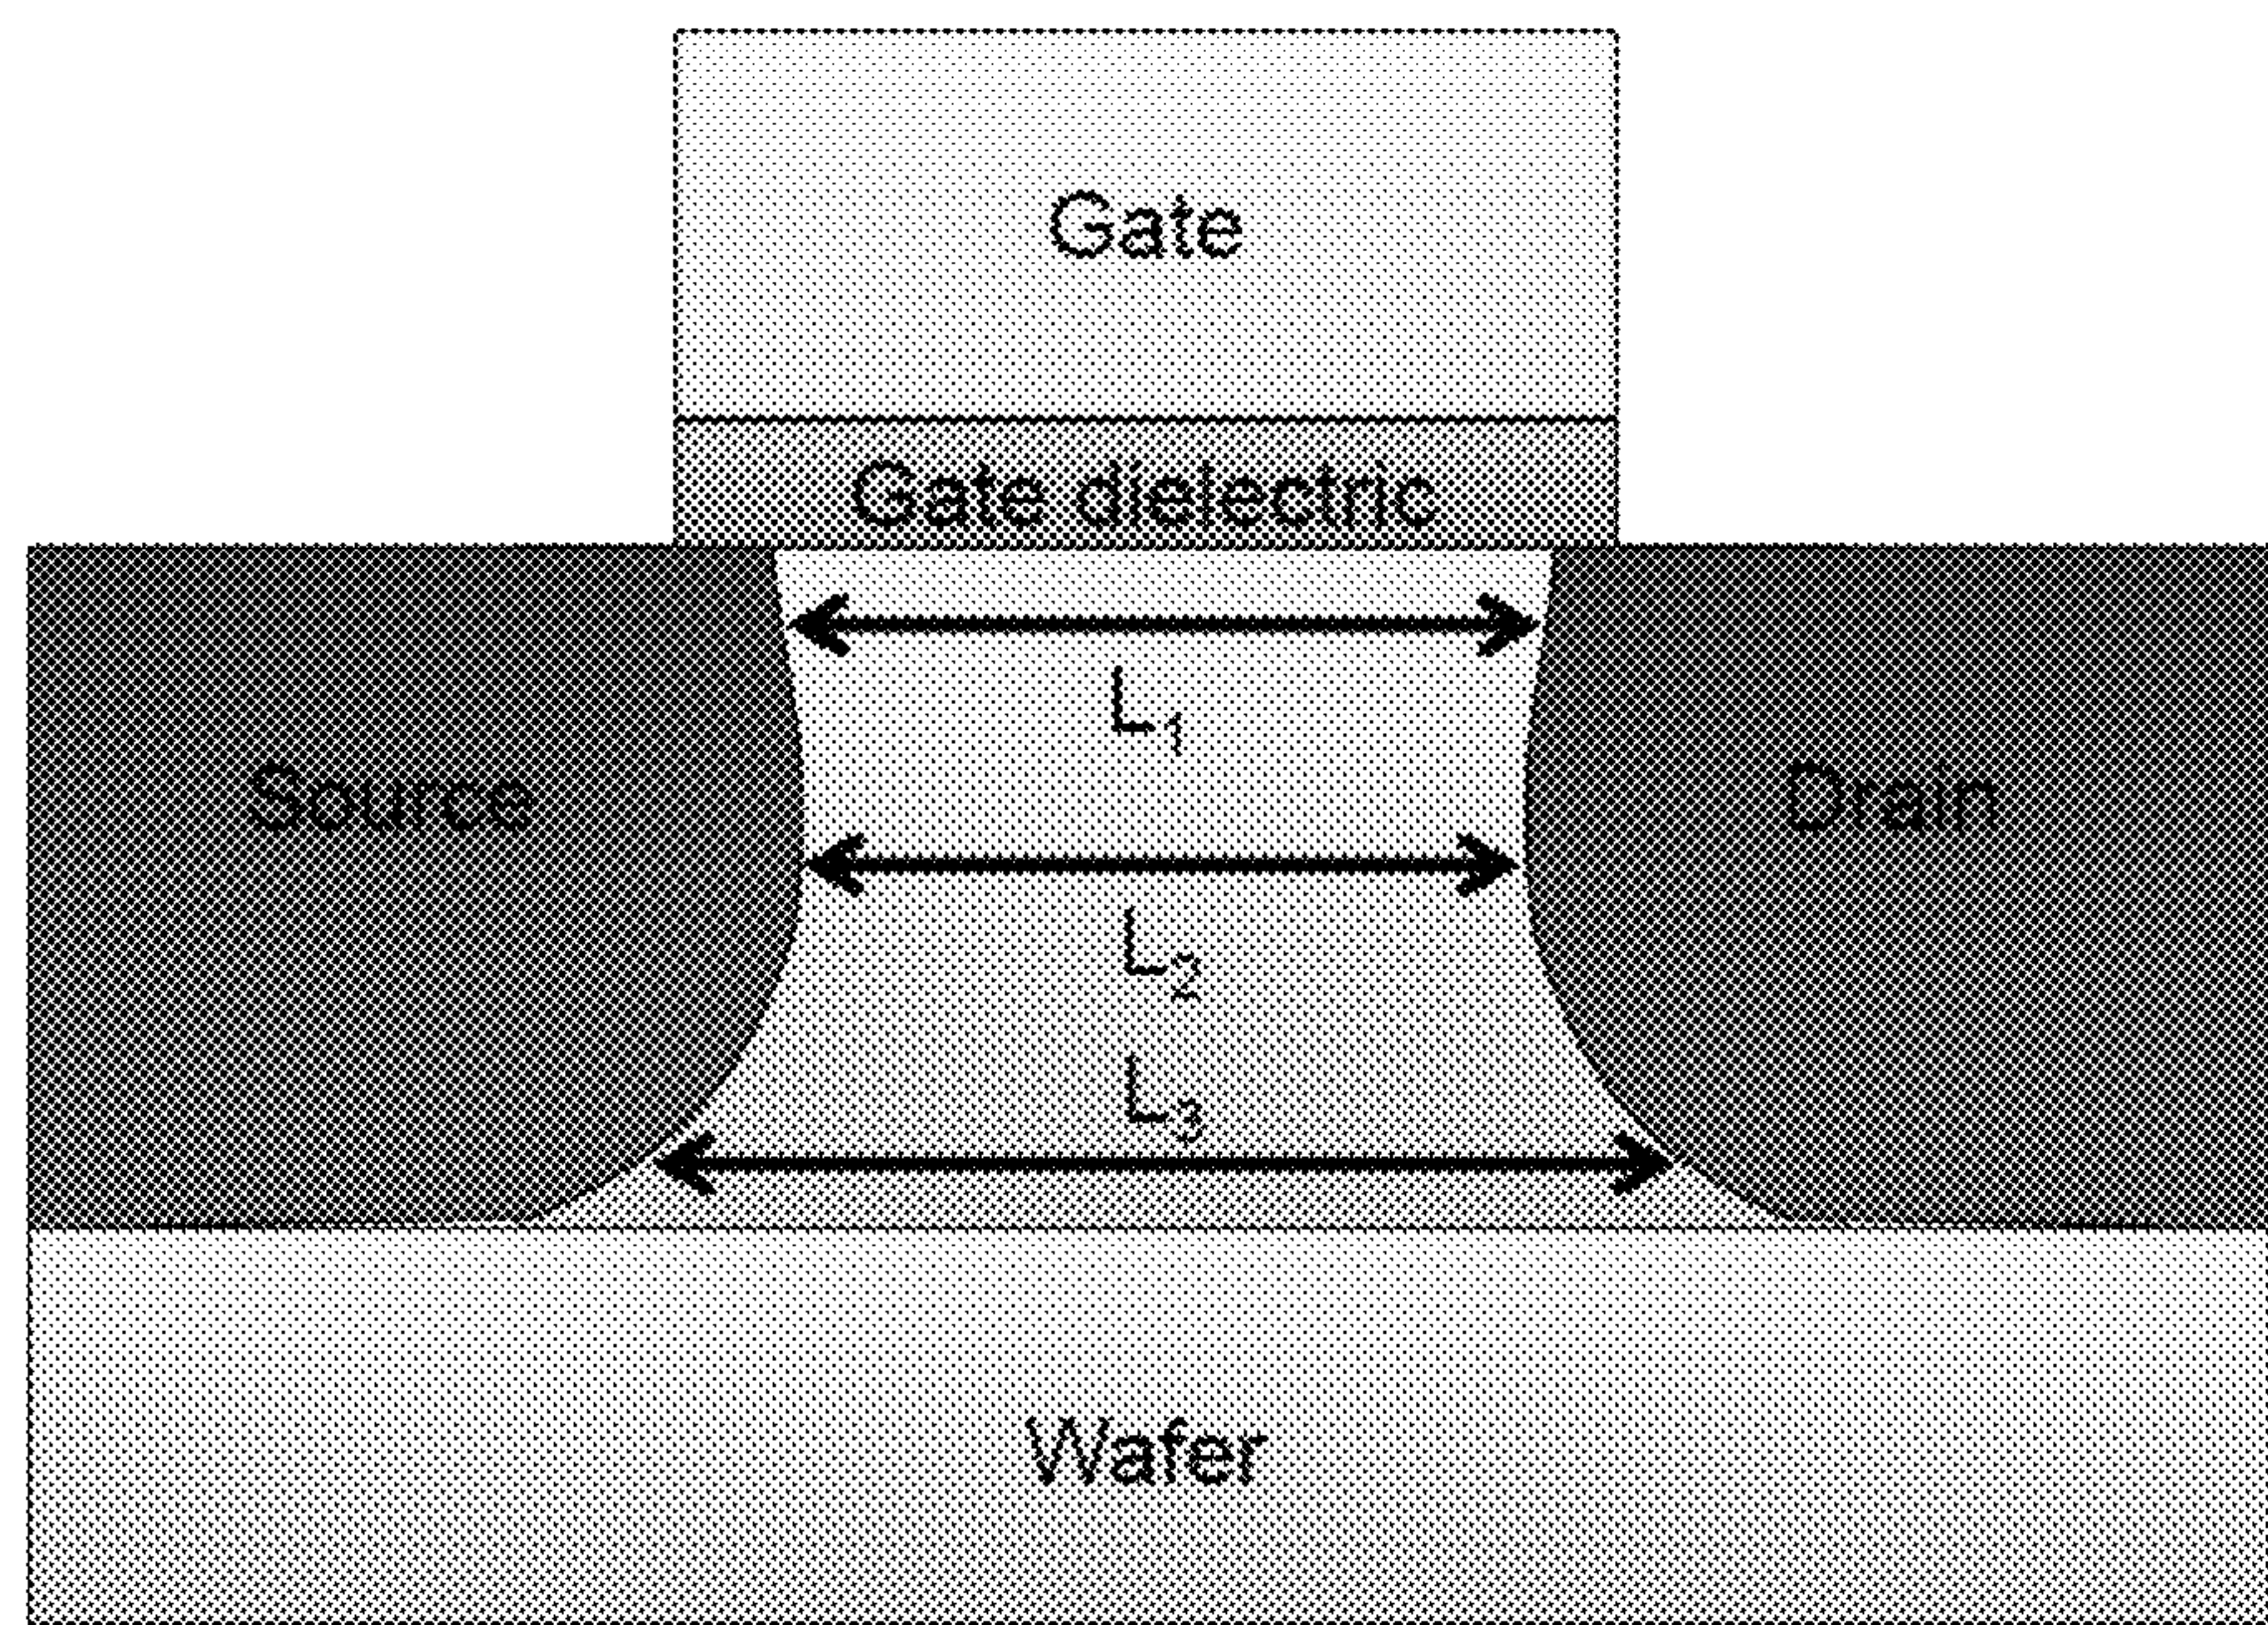 Gate
Gate dielectric
L₁
Source
Drain
L₂
L₃
Wafer